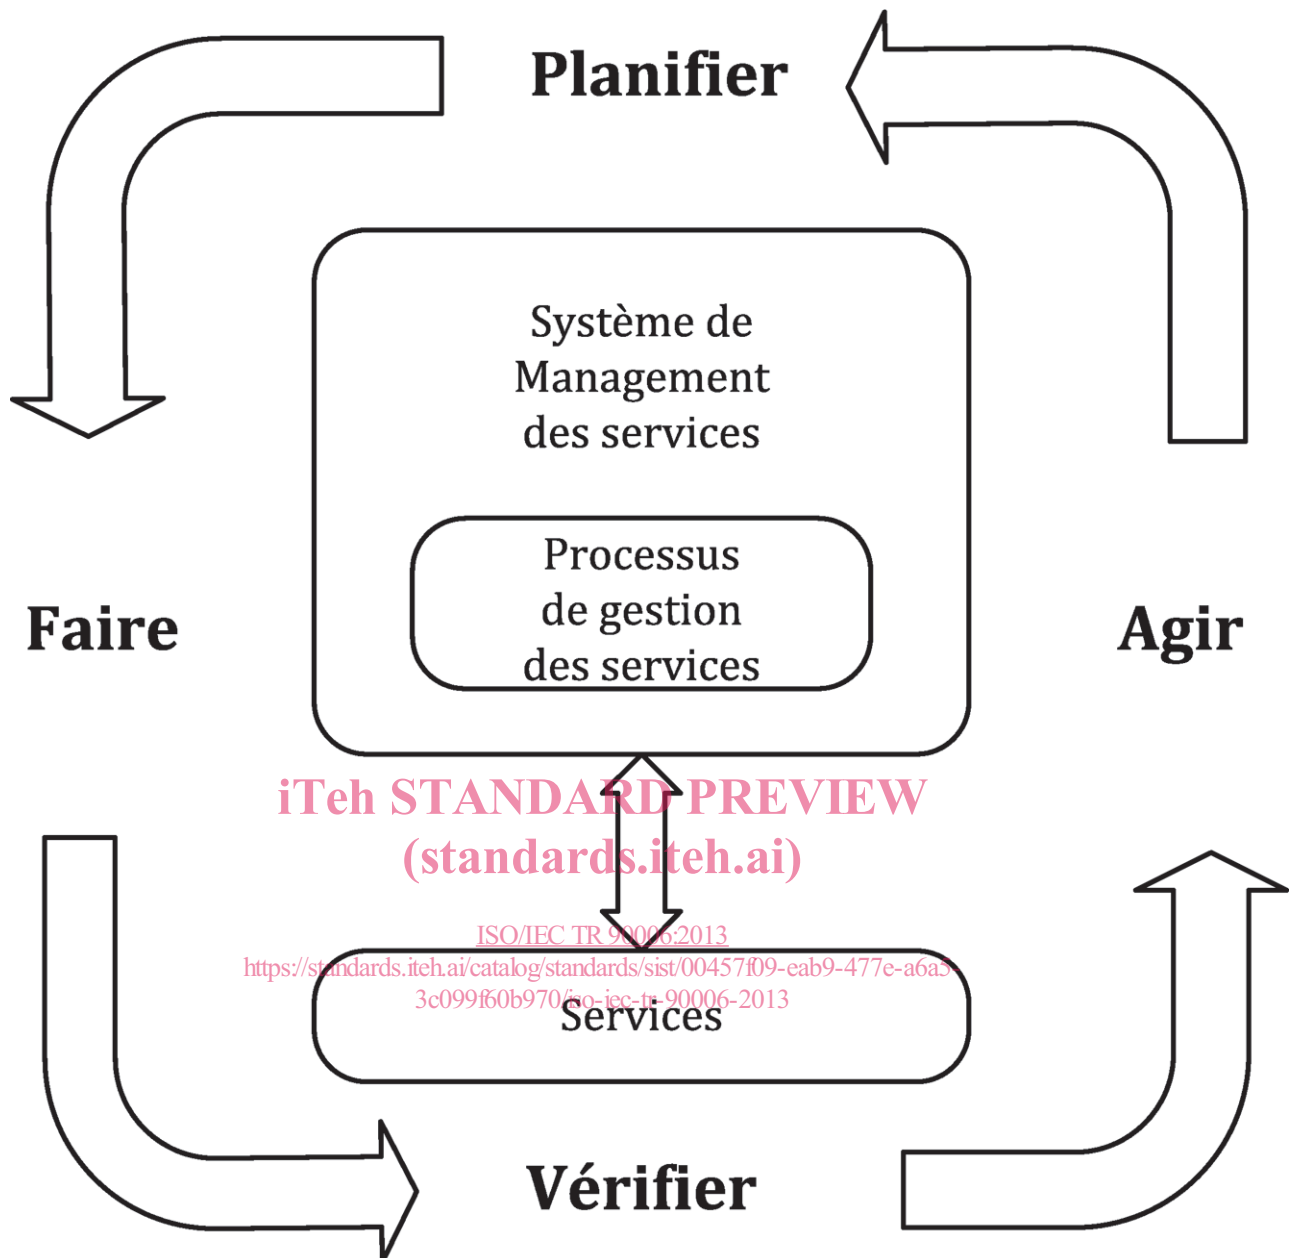 Planifier
Système de
Management
des services
Processus
de gestion
des services
Faire
Agir
iTeh STANDARD PREVIEW
(standards.iteh.ai)
ISO/IEC TR 90006:2013
https://standards.iteh.ai/catalog/standards/sist/00457f09-eab9-477e-a6a5-
3c099f60b970/iso-iec-tr-90006-2013
Services
Vérifier